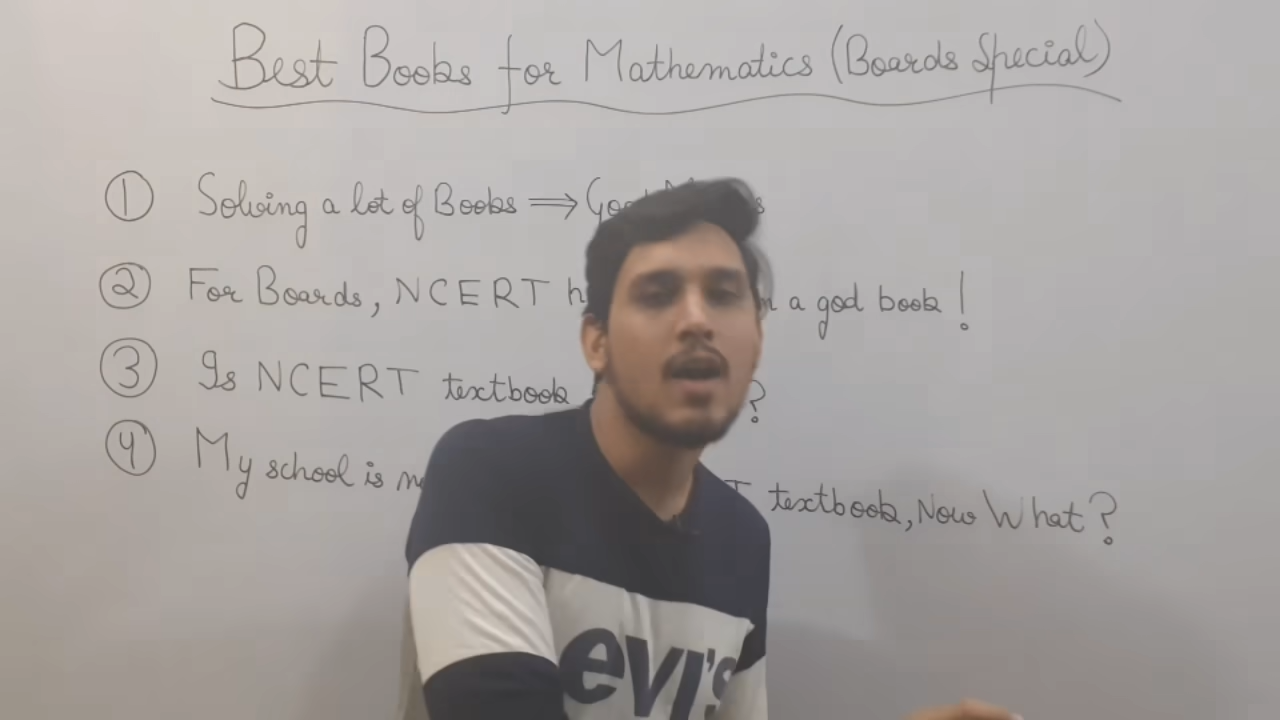 Best Books for Mathematics (Boards Special)
① Solving a lot of Books ⇒
② For Boards, NCERT a god book!
③ Is NCERT textbook ?
④ My school is textbook, Now What?
evi's